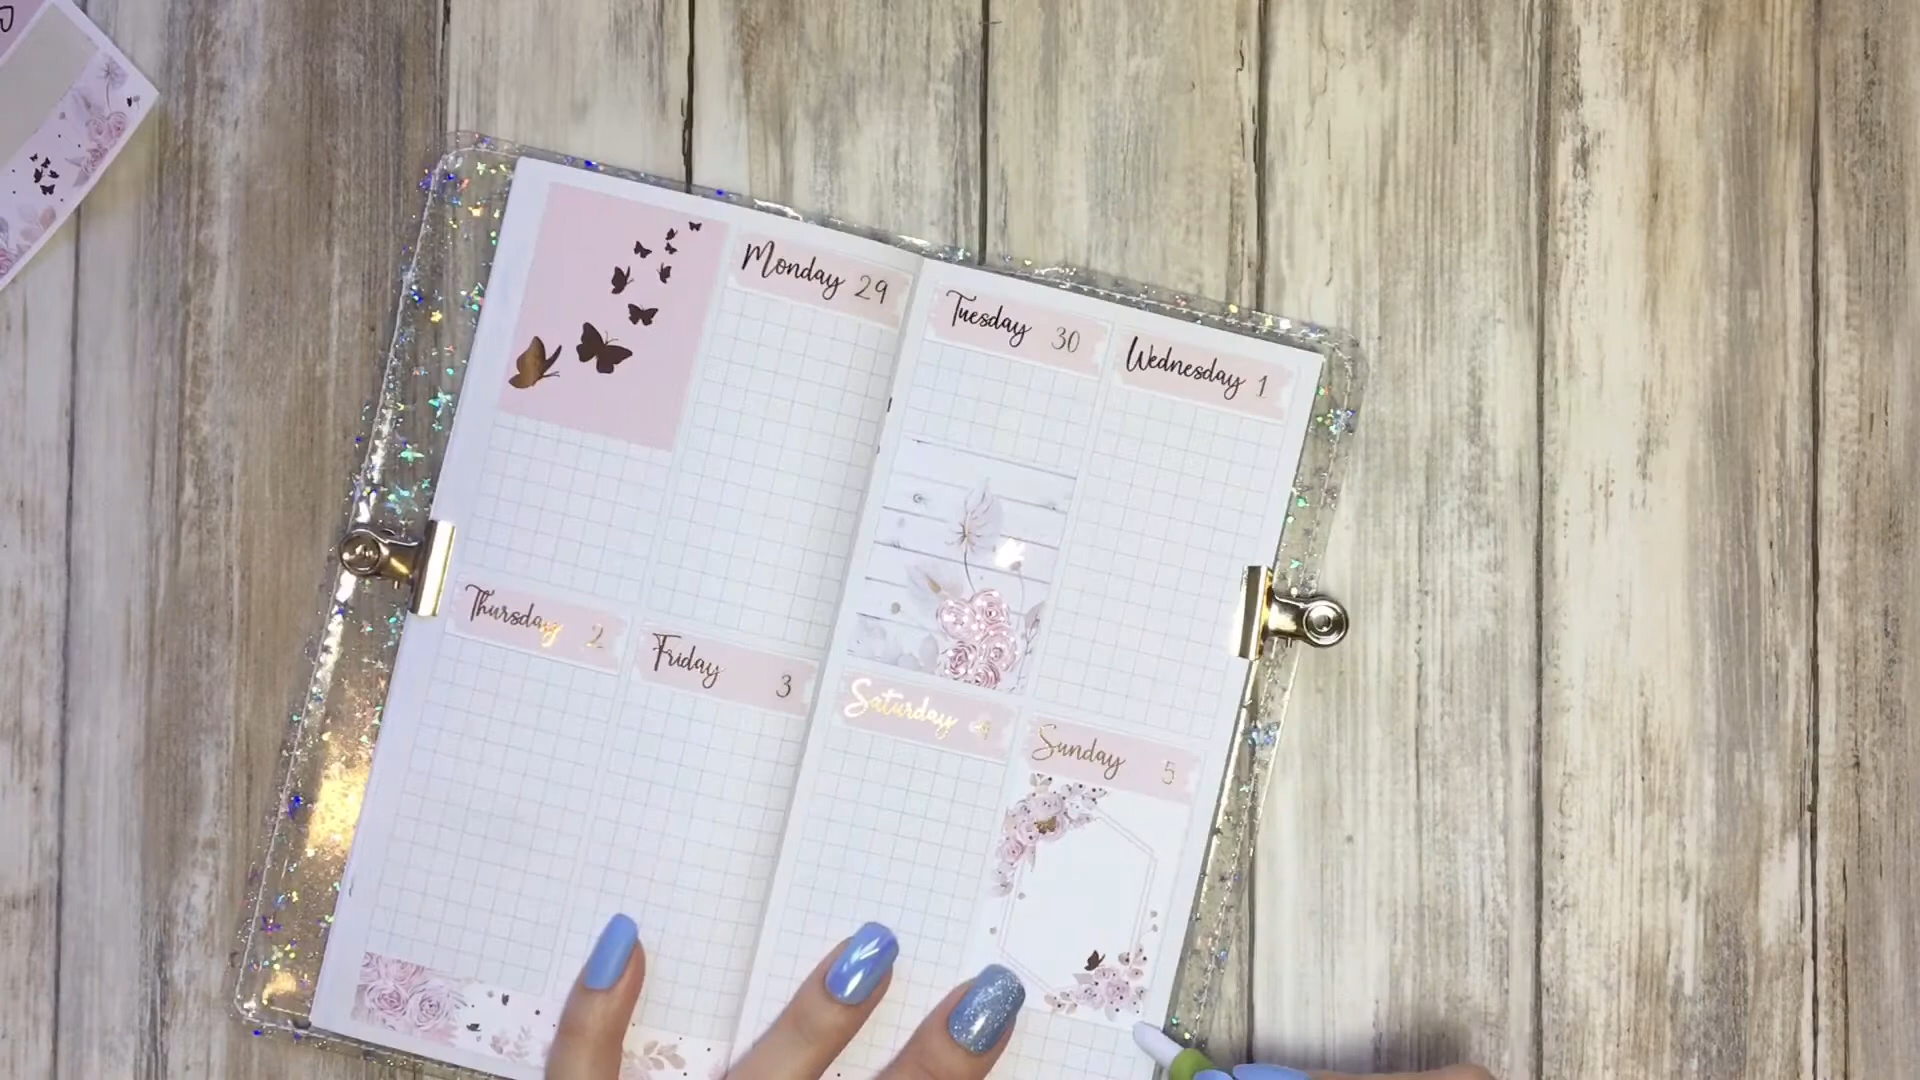 Monday 29
Tuesday 30
Wednesday 1
Thursday 2
Friday 3
Saturday 4
Sunday 5